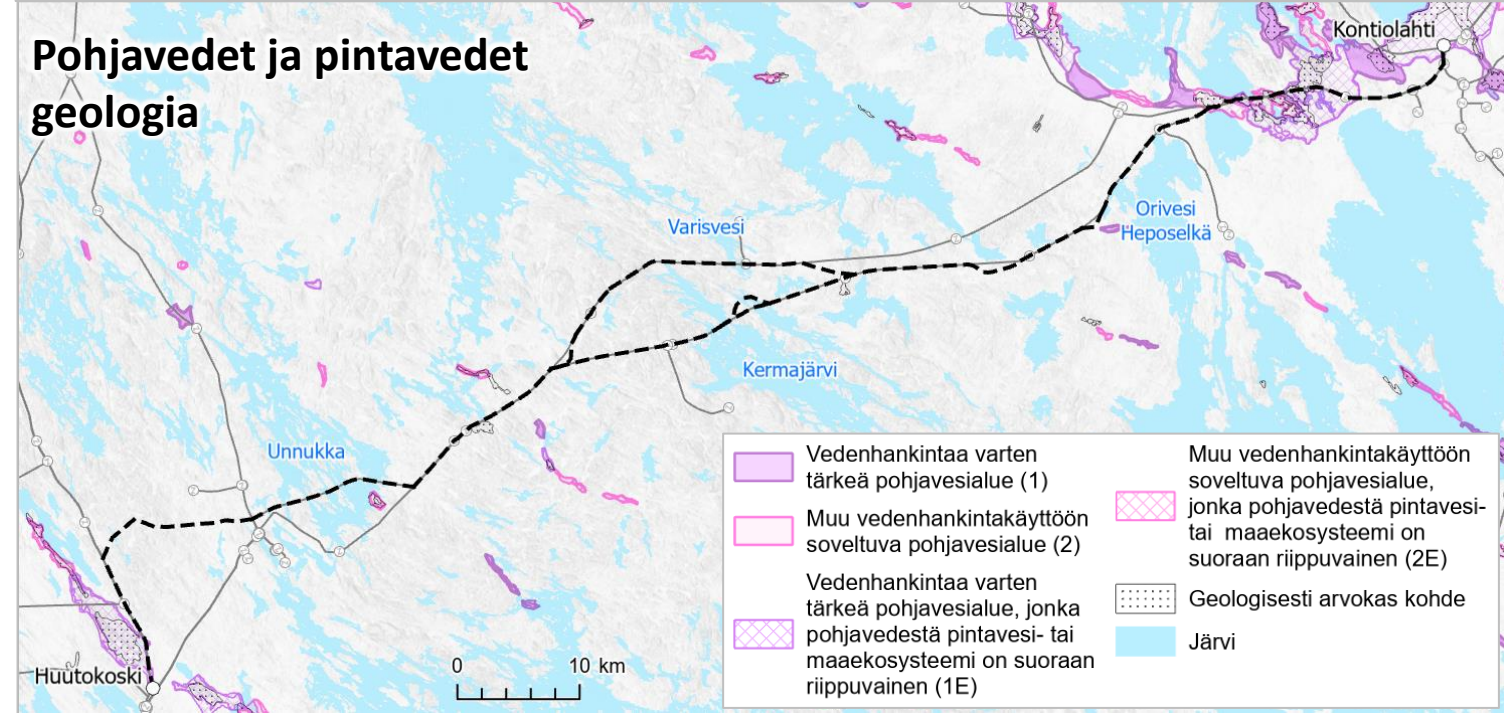 Pohjavedet ja pintavedet
geologia
Kontiolahti
Orivesi
Heposelkä
Varisvesi
Kermajärvi
Unnukka
Huutokoski
0 10 km
Vedenhankintaa varten
tärkeä pohjavesialue (1)
Muu vedenhankintakäyttöön
soveltuva pohjavesialue (2)
Vedenhankintaa varten
tärkeä pohjavesialue, jonka
pohjavedestä pintavesi- tai
maaekosysteemi on suoraan
riippuvainen (1E)
Muu vedenhankintakäyttöön
soveltuva pohjavesialue,
jonka pohjavedestä pintavesi-
tai maaekosysteemi on
suoraan riippuvainen (2E)
Geologisesti arvokas kohde
Järvi